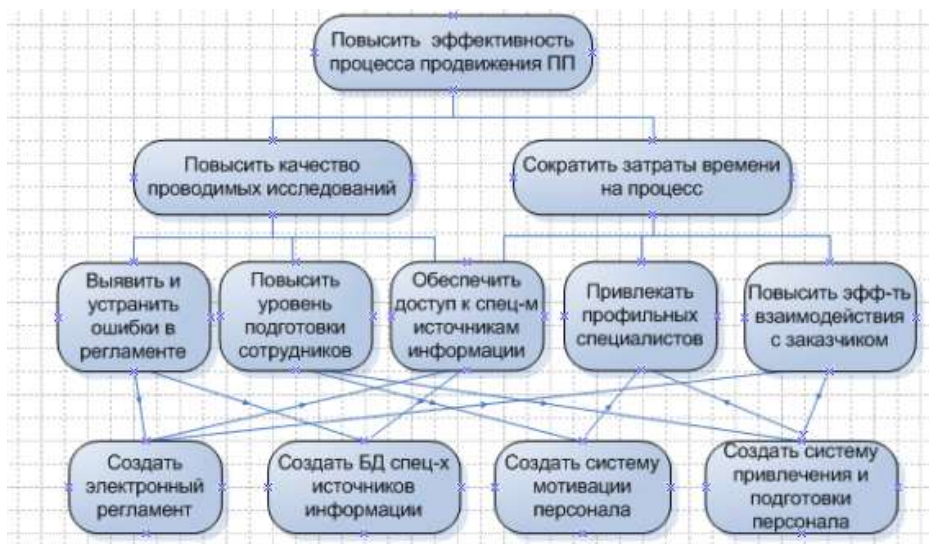 Повысить эффективность
процесса продвижения ПП
Повысить качество
проводимых исследований
Сократить затраты времени
на процесс
Выявить и
устранить
ошибки в
регламенте
Повысить
уровень
подготовки
сотрудников
Обеспечить
доступ к спец-м
источникам
информации
Привлекать
профильных
специалистов
Повысить эфф-ть
взаимодействия
с заказчиком
Создать
электронный
регламент
Создать БД спец-х
источников
информации
Создать систему
мотивации
персонала
Создать систему
привлечения и
подготовки
персонала